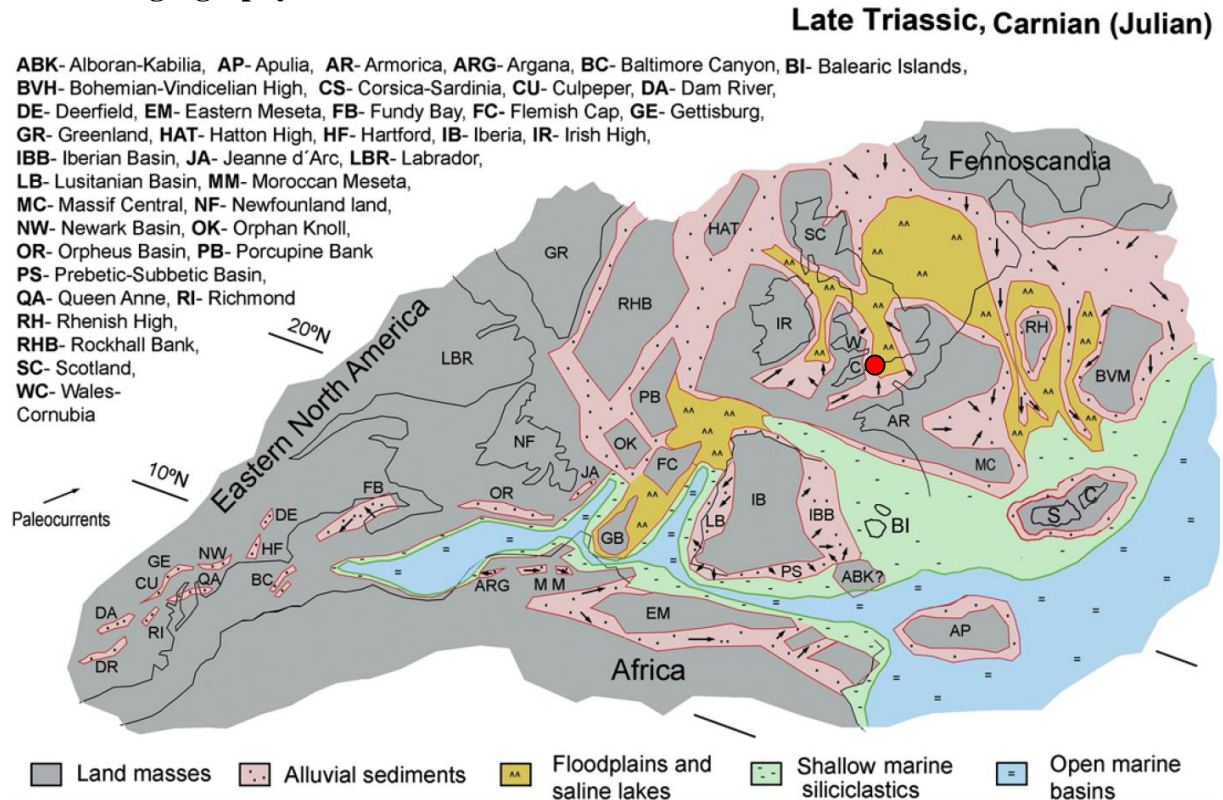 Late Triassic, Carnian (Julian)
ABK- Alboran-Kabilia, AP- Apulia, AR- Armorica, ARG- Argana, BC- Baltimore Canyon, BI- Balearic Islands,
BVH- Bohemian-Vindicelian High, CS- Corsica-Sardinia, CU- Culpeper, DA- Dam River,
DE- Deerfield, EM- Eastern Meseta, FB- Fundy Bay, FC- Flemish Cap, GE- Gettisburg,
GR- Greenland, HAT- Hatton High, HF- Hartford, IB- Iberia, IR- Irish High,
IBB- Iberian Basin, JA- Jeanne d´Arc, LBR- Labrador,
LB- Lusitanian Basin, MM- Moroccan Meseta,
MC- Massif Central, NF- Newfounland land,
NW- Newark Basin, OK- Orphan Knoll,
OR- Orpheus Basin, PB- Porcupine Bank
PS- Prebetic-Subbetic Basin,
QA- Queen Anne, RI- Richmond
RH- Rhenish High,
RHB- Rockhall Bank,
SC- Scotland,
WC- Wales-
Cornubia
Fennoscandia
HAT
SC
GR
RHB
IR
W
C
RH
BVM
20ºN
LBR
Eastern North America
PB
AR
NF
OK
FC
MC
10ºN
Paleocurrents
JA
FB
OR
IB
LB
IBB
BI
S
C
DE
HF
GB
GE
NW
CU
QA
BC
ARG
M M
PS
ABK?
DA
RI
EM
AP
DR
Africa
Land masses
Alluvial sediments
Floodplains and
saline lakes
Shallow marine
siliciclastics
Open marine
basins